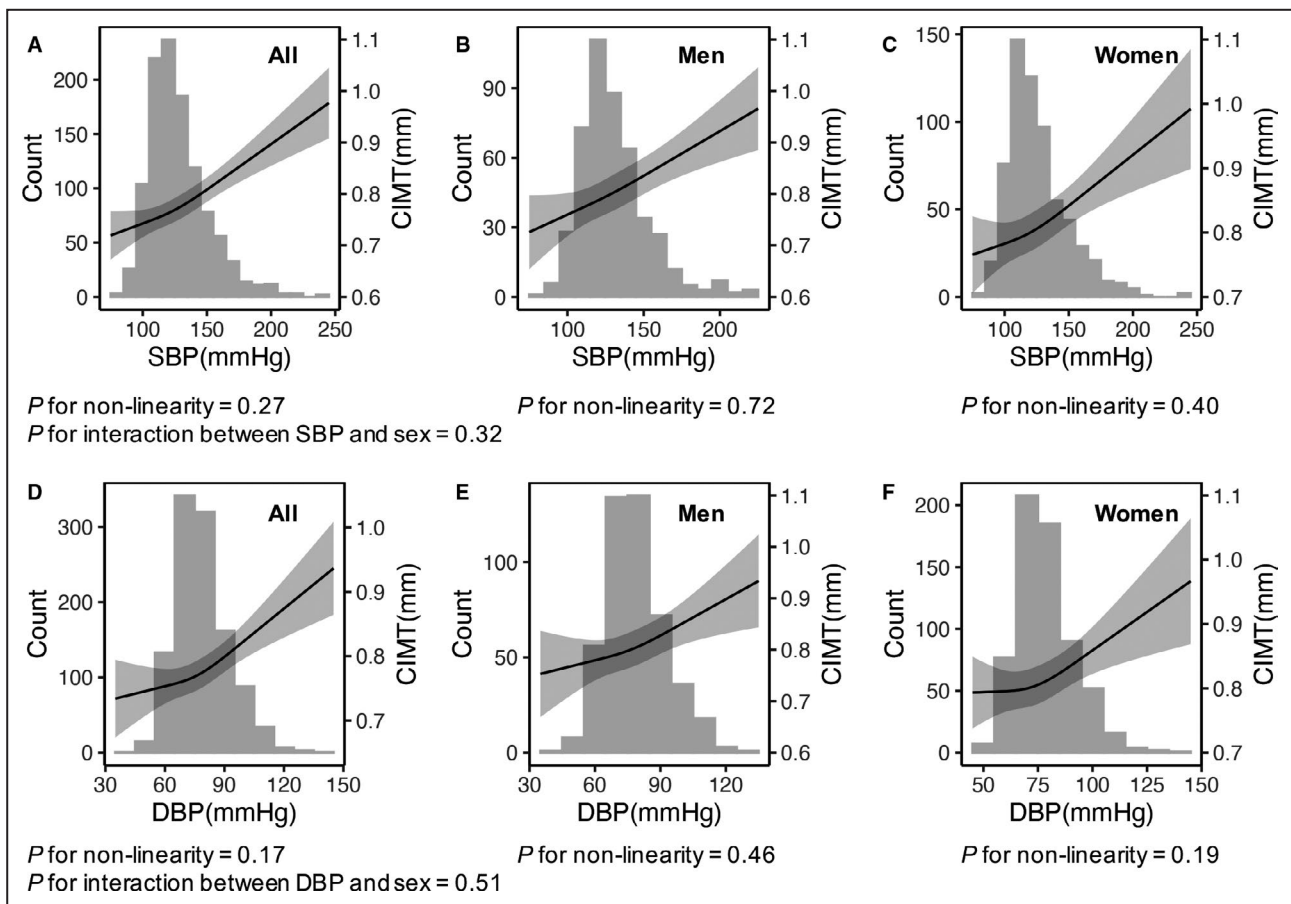 A
All
Count
200
150
100
50
0
1.1
1.0
0.9
0.8
0.7
0.6
CIMT(mm)
100 150 200 250
SBP(mmHg)
B
Men
Count
90
60
30
0
1.1
1.0
0.9
0.8
0.7
0.6
CIMT(mm)
100 150 200
SBP(mmHg)
C
Women
Count
150
100
50
0
1.1
1.0
0.9
0.8
0.7
CIMT(mm)
100 150 200 250
SBP(mmHg)
P for non-linearity = 0.27
P for interaction between SBP and sex = 0.32
P for non-linearity = 0.72
P for non-linearity = 0.40
D
All
Count
300
200
100
0
1.0
0.9
0.8
0.7
CIMT(mm)
30 60 90 120 150
DBP(mmHg)
E
Men
Count
100
50
0
1.1
1.0
0.9
0.8
0.7
0.6
CIMT(mm)
30 60 90 120
DBP(mmHg)
F
Women
Count
200
150
100
50
0
1.1
1.0
0.9
0.8
0.7
CIMT(mm)
50 75 100 125 150
DBP(mmHg)
P for non-linearity = 0.17
P for interaction between DBP and sex = 0.51
P for non-linearity = 0.46
P for non-linearity = 0.19